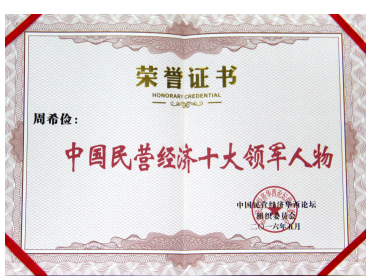 荣誉证书
HONORARY CREDENTIAL
周希俭：
中国民营经济十大领军人物
中国民营经济华商论坛
组织委员会
二〇一六年五月